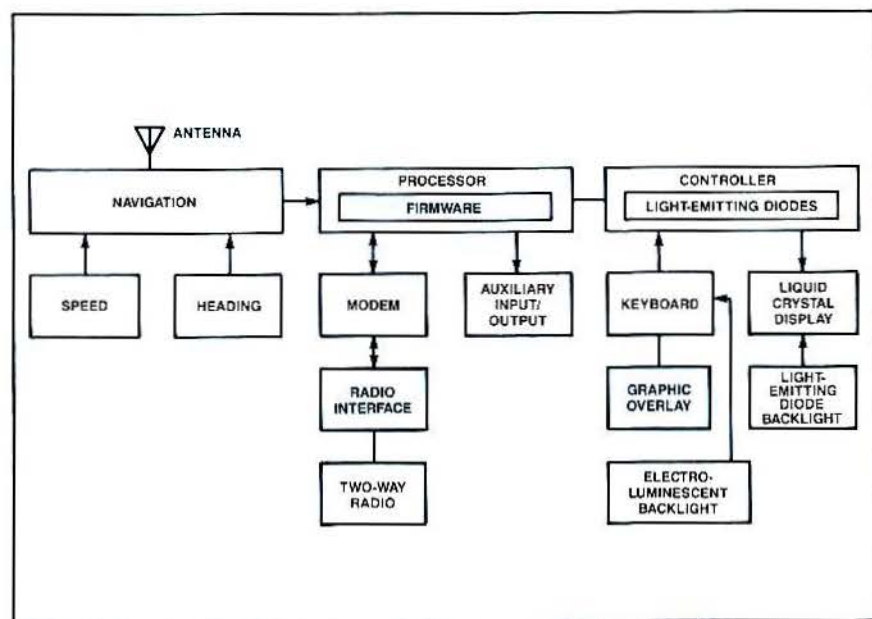 ANTENNA
NAVIGATION
PROCESSOR
FIRMWARE
CONTROLLER
LIGHT-EMITTING DIODES
SPEED
HEADING
MODEM
AUXILIARY
INPUT/
OUTPUT
KEYBOARD
LIQUID
CRYSTAL
DISPLAY
RADIO
INTERFACE
GRAPHIC
OVERLAY
LIGHT-
EMITTING
DIODE
BACKLIGHT
TWO-WAY
RADIO
ELECTRO-
LUMINESCENT
BACKLIGHT